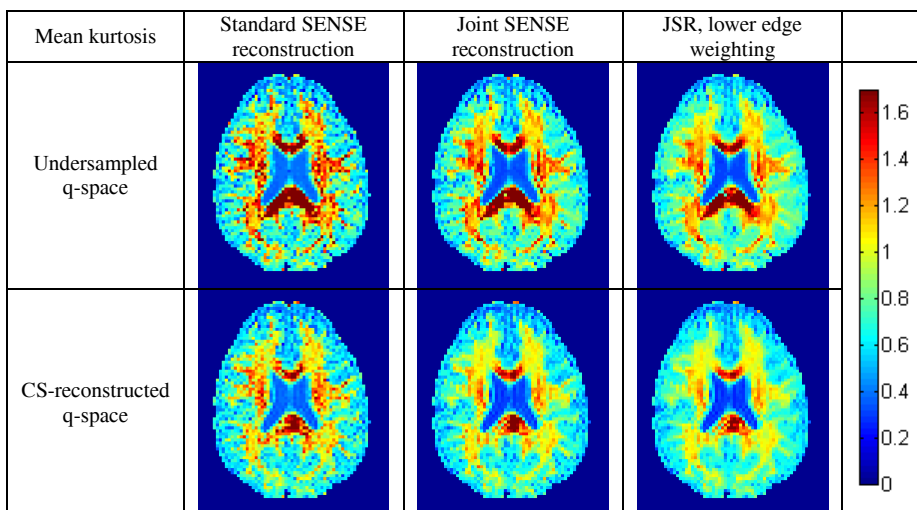 Mean kurtosis
Standard SENSE
reconstruction
Joint SENSE
reconstruction
JSR, lower edge
weighting
Undersampled
q-space
CS-reconstructed
q-space
1.6
1.4
1.2
1
0.8
0.6
0.4
0.2
0